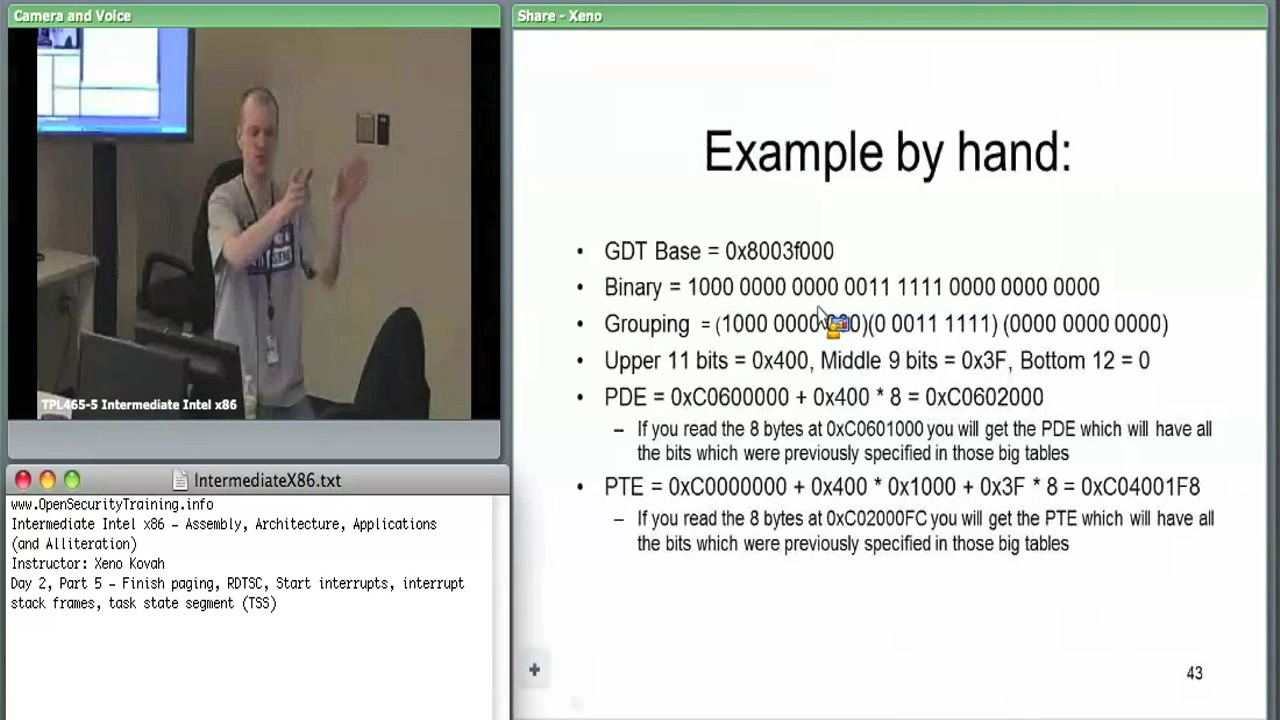 Camera and Voice
TPL465-5 Intermediate Intel x86
IntermediateX86.txt
www.OpenSecurityTraining.info
Intermediate Intel x86 – Assembly, Architecture, Applications
(and Alliteration)
Instructor: Xeno Kovah
Day 2, Part 5 – Finish paging, RDTSC, Start interrupts, interrupt
stack frames, task state segment (TSS)
Share - Xeno
Example by hand:
• GDT Base = 0x8003f000
• Binary = 1000 0000 0000 0011 1111 0000 0000 0000
• Grouping = (1000 0000 000)(0 0011 1111) (0000 0000 0000)
• Upper 11 bits = 0x400, Middle 9 bits = 0x3F, Bottom 12 = 0
• PDE = 0xC0600000 + 0x400 * 8 = 0xC0602000
– If you read the 8 bytes at 0xC0601000 you will get the PDE which will have all
the bits which were previously specified in those big tables
• PTE = 0xC0000000 + 0x400 * 0x1000 + 0x3F * 8 = 0xC04001F8
– If you read the 8 bytes at 0xC02000FC you will get the PTE which will have all
the bits which were previously specified in those big tables
43